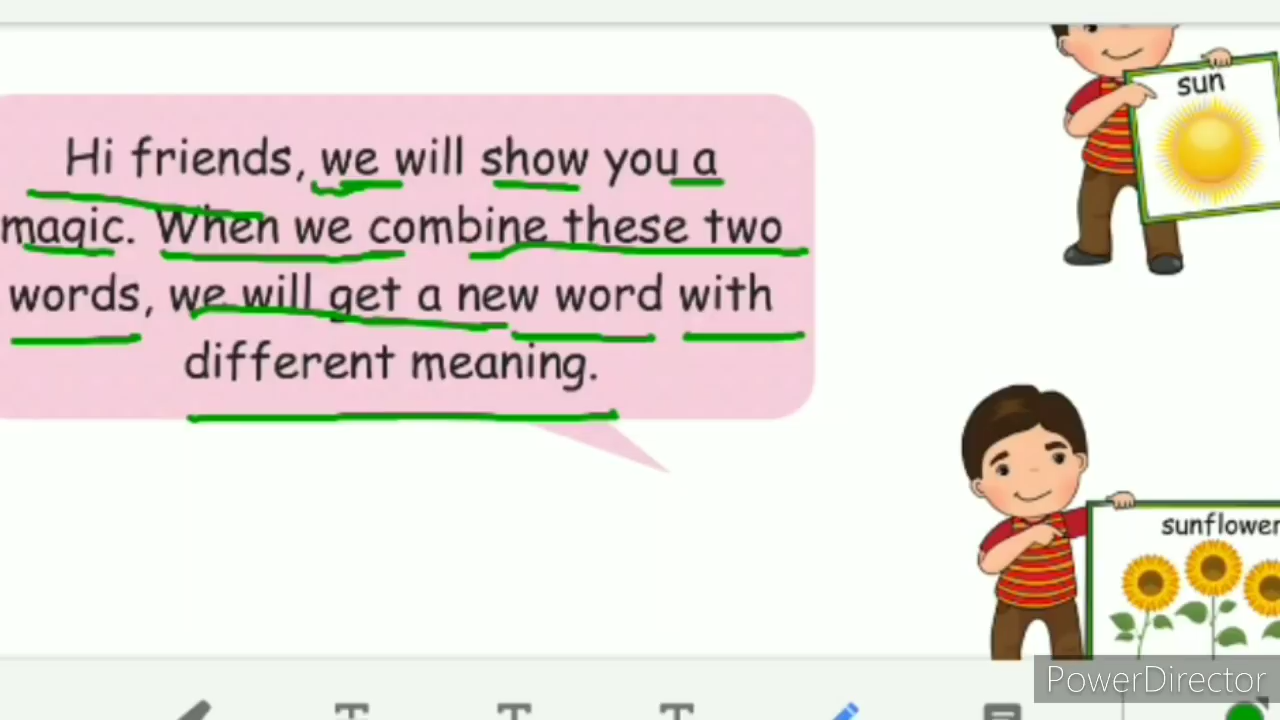 Hi friends, we will show you a
magic. When we combine these two
words, we will get a new word with
different meaning.
sun
sunflower
PowerDirector